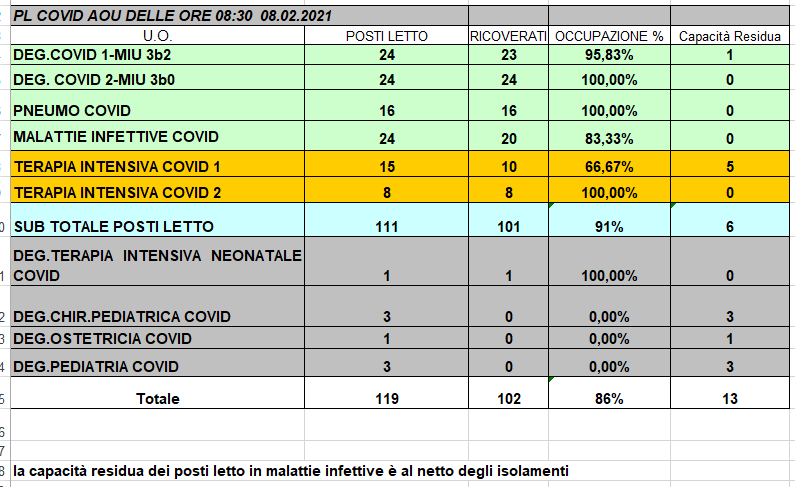 PL COVID AOU DELLE ORE 08:30 08.02.2021
U.O. POSTI LETTO RICOVERATI OCCUPAZIONE % Capacità Residua
DEG.COVID 1-MIU 3b2 24 23 95,83% 1
DEG. COVID 2-MIU 3b0 24 24 100,00% 0
PNEUMO COVID 16 16 100,00% 0
MALATTIE INFETTIVE COVID 24 20 83,33% 0
TERAPIA INTENSIVA COVID 1 15 10 66,67% 5
TERAPIA INTENSIVA COVID 2 8 8 100,00% 0
SUB TOTALE POSTI LETTO 111 101 91% 6
DEG.TERAPIA INTENSIVA NEONATALE
COVID 1 1 100,00% 0
DEG.CHIR.PEDIATRICA COVID 3 0 0,00% 3
DEG.OSTETRICIA COVID 1 0 0,00% 1
DEG.PEDIATRIA COVID 3 0 0,00% 3
Totale 119 102 86% 13
la capacità residua dei posti letto in malattie infettive è al netto degli isolamenti